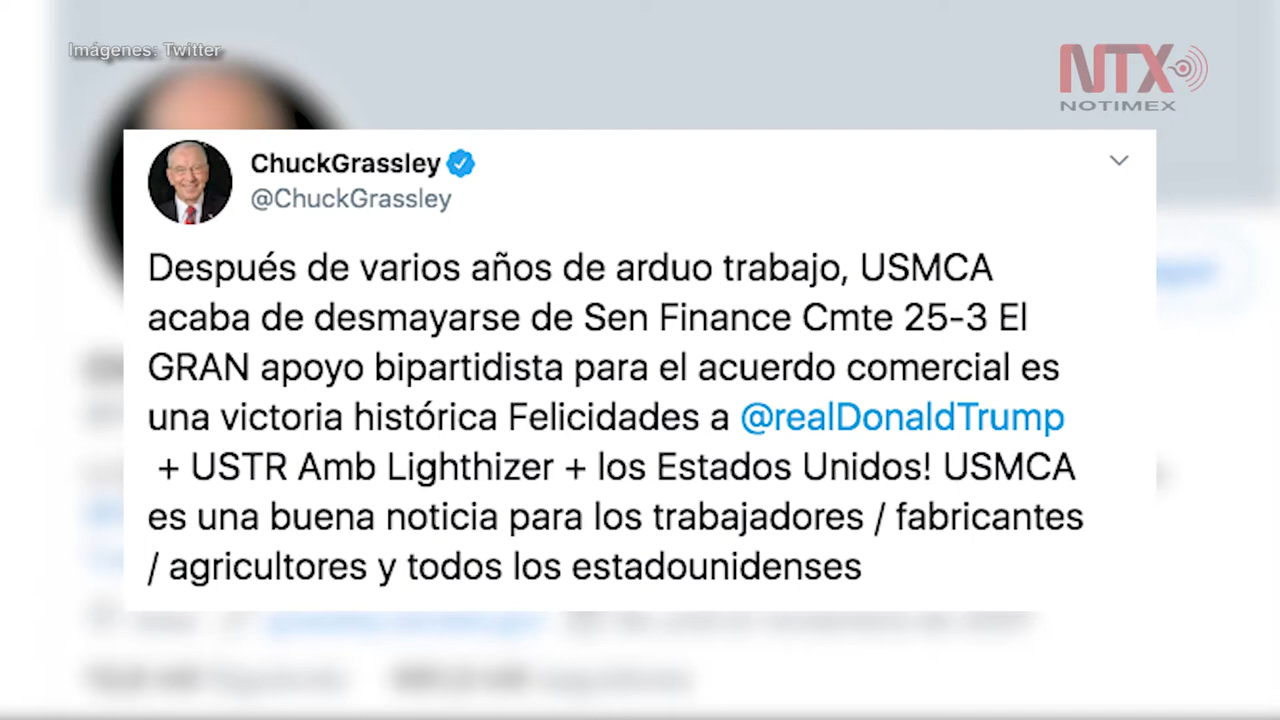 Imágenes: Twitter
NTX
NOTIMEX
ChuckGrassley
@ChuckGrassley
Después de varios años de arduo trabajo, USMCA
acaba de desmayarse de Sen Finance Cmte 25-3 El
GRAN apoyo bipartidista para el acuerdo comercial es
una victoria histórica Felicidades a @realDonaldTrump
+ USTR Amb Lighthizer + los Estados Unidos! USMCA
es una buena noticia para los trabajadores / fabricantes
/ agricultores y todos los estadounidenses